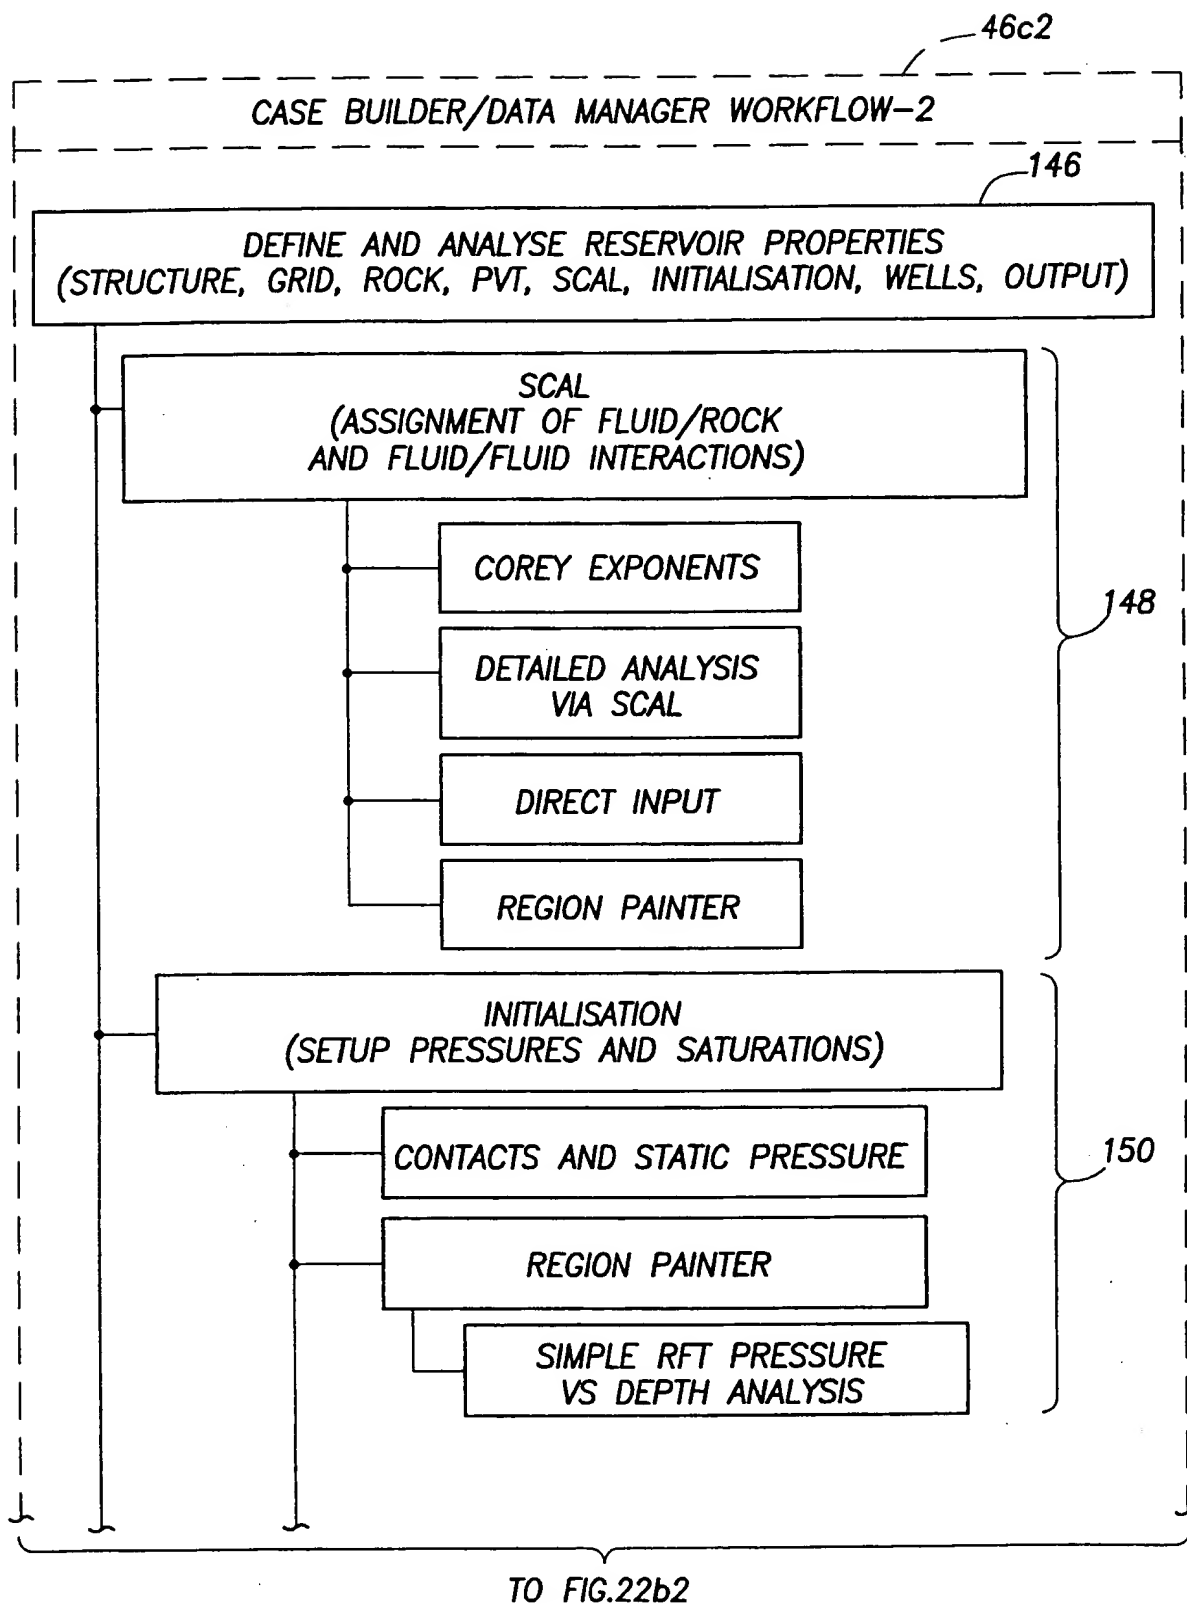 46c2
CASE BUILDER/DATA MANAGER WORKFLOW-2
146
DEFINE AND ANALYSE RESERVOIR PROPERTIES
(STRUCTURE, GRID, ROCK, PVT, SCAL, INITIALISATION, WELLS, OUTPUT)
SCAL
(ASSIGNMENT OF FLUID/ROCK
AND FLUID/FLUID INTERACTIONS)
COREY EXPONENTS
148
DETAILED ANALYSIS
VIA SCAL
DIRECT INPUT
REGION PAINTER
INITIALISATION
(SETUP PRESSURES AND SATURATIONS)
CONTACTS AND STATIC PRESSURE
150
REGION PAINTER
SIMPLE RFT PRESSURE
VS DEPTH ANALYSIS
TO FIG.22b2